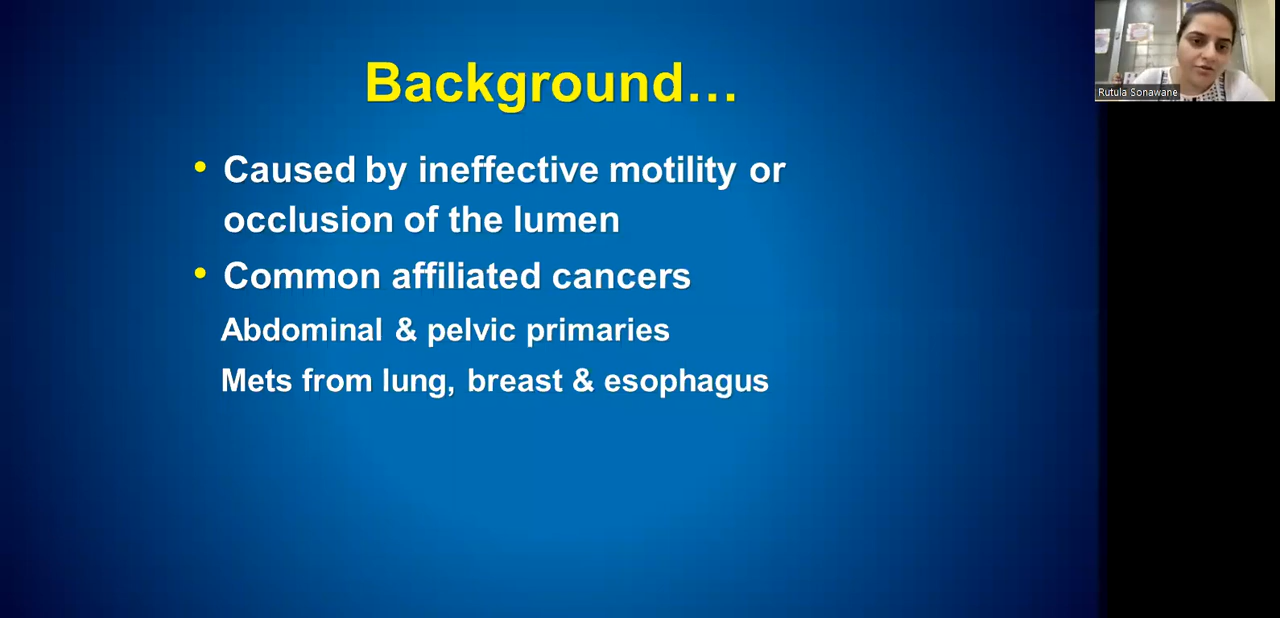 Background…
• Caused by ineffective motility or
occlusion of the lumen
• Common affiliated cancers
Abdominal & pelvic primaries
Mets from lung, breast & esophagus
Rutula Sonawane